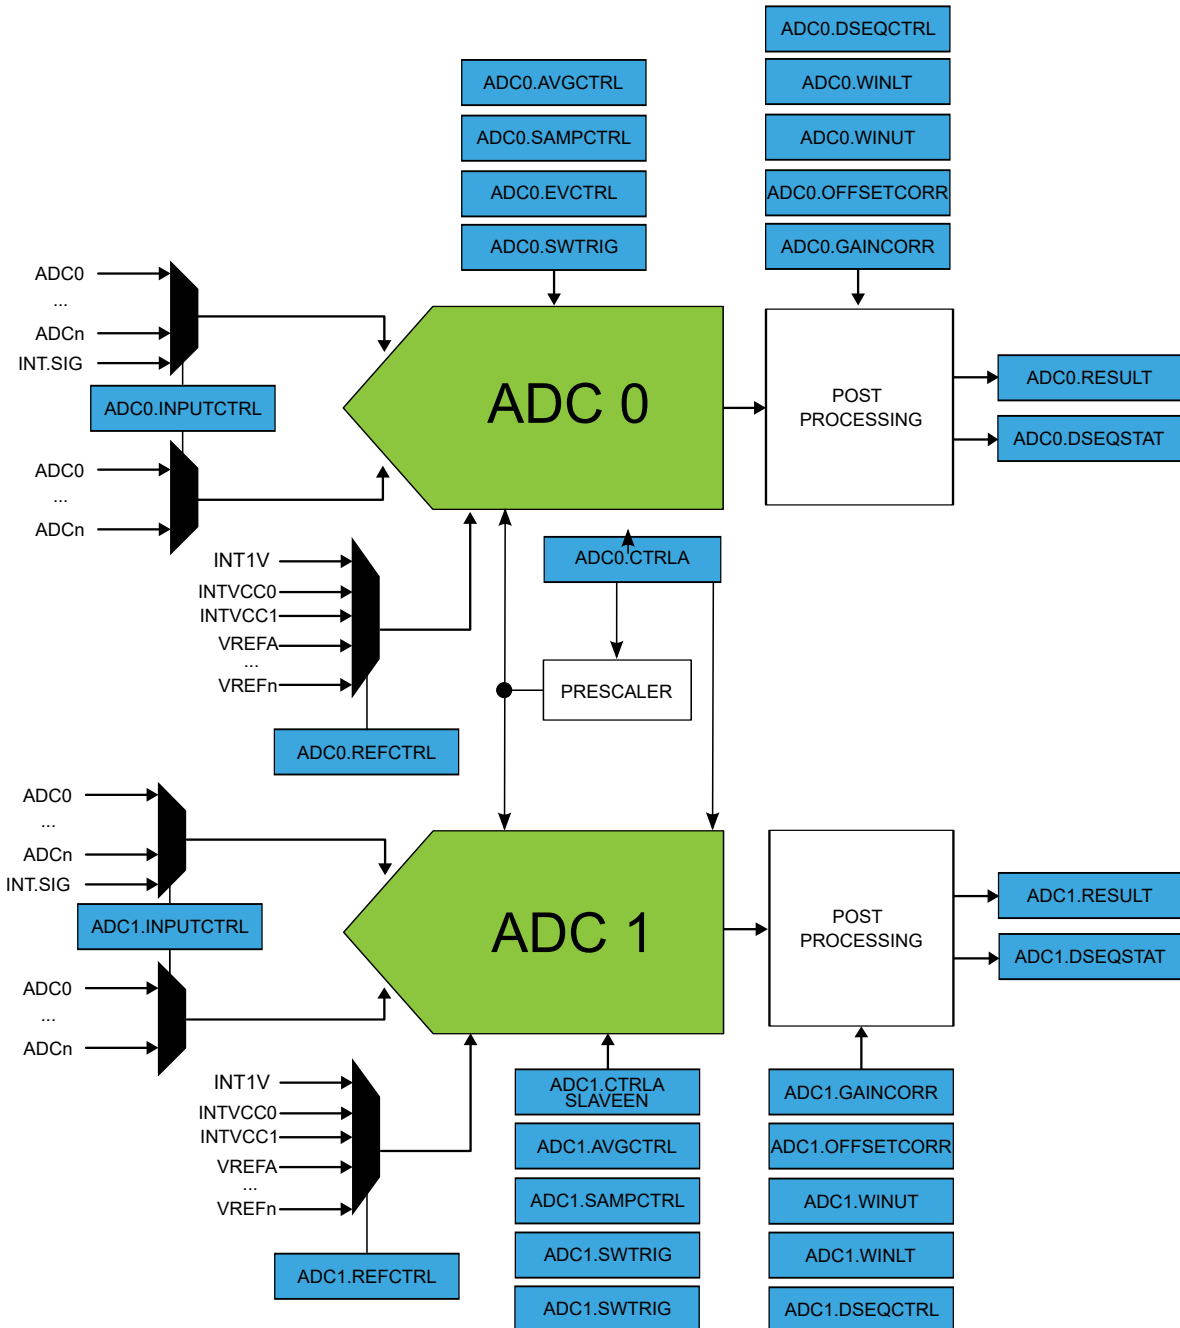 ADC0.DSEQCTRL
ADC0.AVGCTRL
ADC0.WINLT
ADC0.SAMPCTRL
ADC0.WINUT
ADC0.EVCTRL
ADC0.OFFSETCORR
ADC0.SWTRIG
ADC0.GAINCORR
ADC0
...
ADCn
INT.SIG
ADC0.INPUTCTRL
ADC0
...
ADCn
ADC 0
POST
PROCESSING
ADC0.RESULT
ADC0.DSEQSTAT
INT1V
INTVCC0
INTVCC1
VREFA
...
VREFn
ADC0.CTRLA
PRESCALER
ADC0.REFCTRL
ADC0
...
ADCn
INT.SIG
ADC1.INPUTCTRL
ADC0
...
ADCn
ADC 1
POST
PROCESSING
ADC1.RESULT
ADC1.DSEQSTAT
INT1V
INTVCC0
INTVCC1
VREFA
...
VREFn
ADC1.REFCTRL
ADC1.CTRLA
SLAVEEN
ADC1.AVGCTRL
ADC1.SAMPCTRL
ADC1.SWTRIG
ADC1.SWTRIG
ADC1.GAINCORR
ADC1.OFFSETCORR
ADC1.WINUT
ADC1.WINLT
ADC1.DSEQCTRL